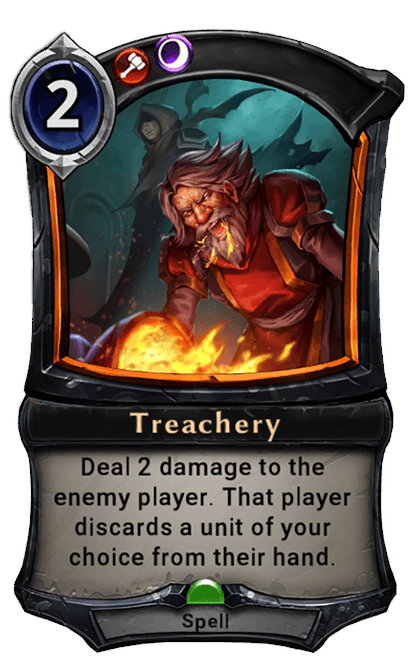 2
Treachery
Deal 2 damage to the
enemy player. That player
discards a unit of your
choice from their hand.
Spell